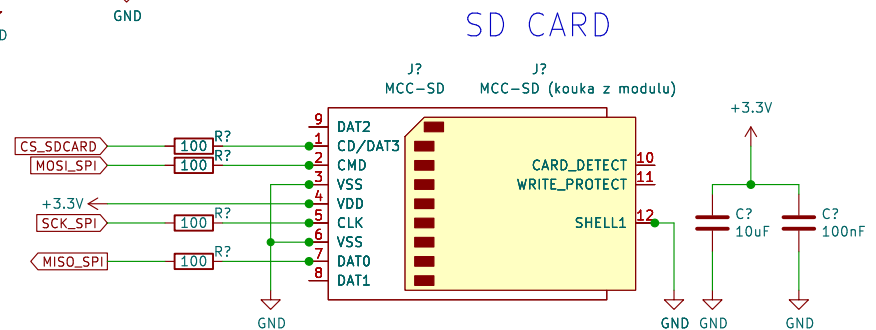 GND
D
SD CARD
J?
MCC-SD
J?
MCC-SD (kouka z modulu)
+3.3V
9 DAT2
CS_SDCARD 100 R? 1 CD/DAT3
MOSI_SPI 100 R? 2 CMD
CARD_DETECT 10
3 VSS
WRITE_PROTECT 11
+3.3V 4 VDD
SCK_SPI 100 R? 5 CLK
SHELL1 12
6 VSS
MISO_SPI 100 R? 7 DAT0
8 DAT1
C?
10uF
C?
100nF
GND
GND
GND
GND